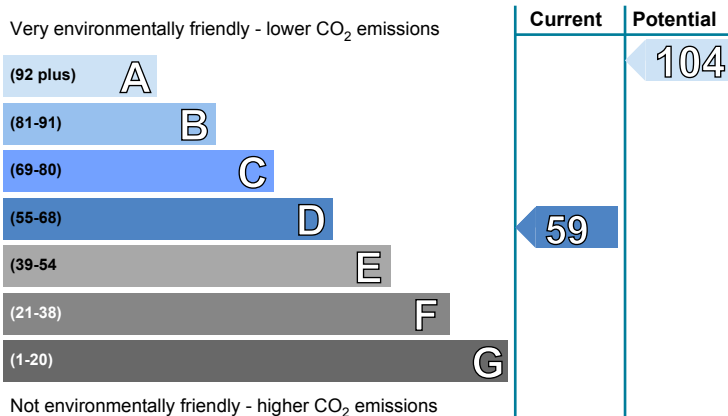 Current Potential
Very environmentally friendly - lower CO2 emissions
104
(92 plus) A
(81-91) B
(69-80) C
(55-68) D
59
(39-54 E
(21-38) F
(1-20) G
Not environmentally friendly - higher CO2 emissions